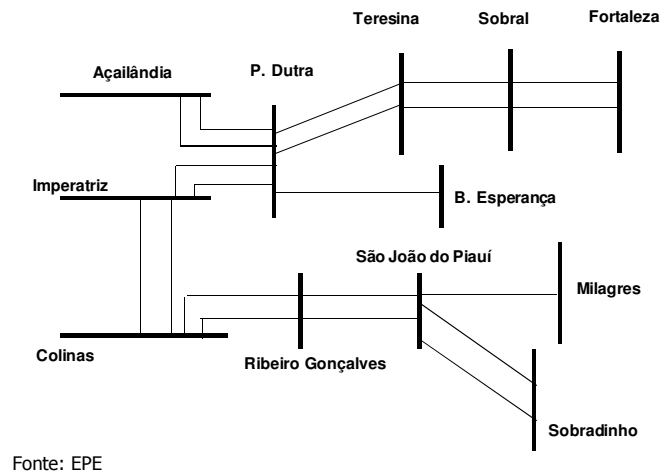 Teresina
Sobral
Fortaleza
Açailândia
P. Dutra
Imperatriz
B. Esperança
São João do Piauí
Milagres
Colinas
Ribeiro Gonçalves
Sobradinho
Fonte: EPE